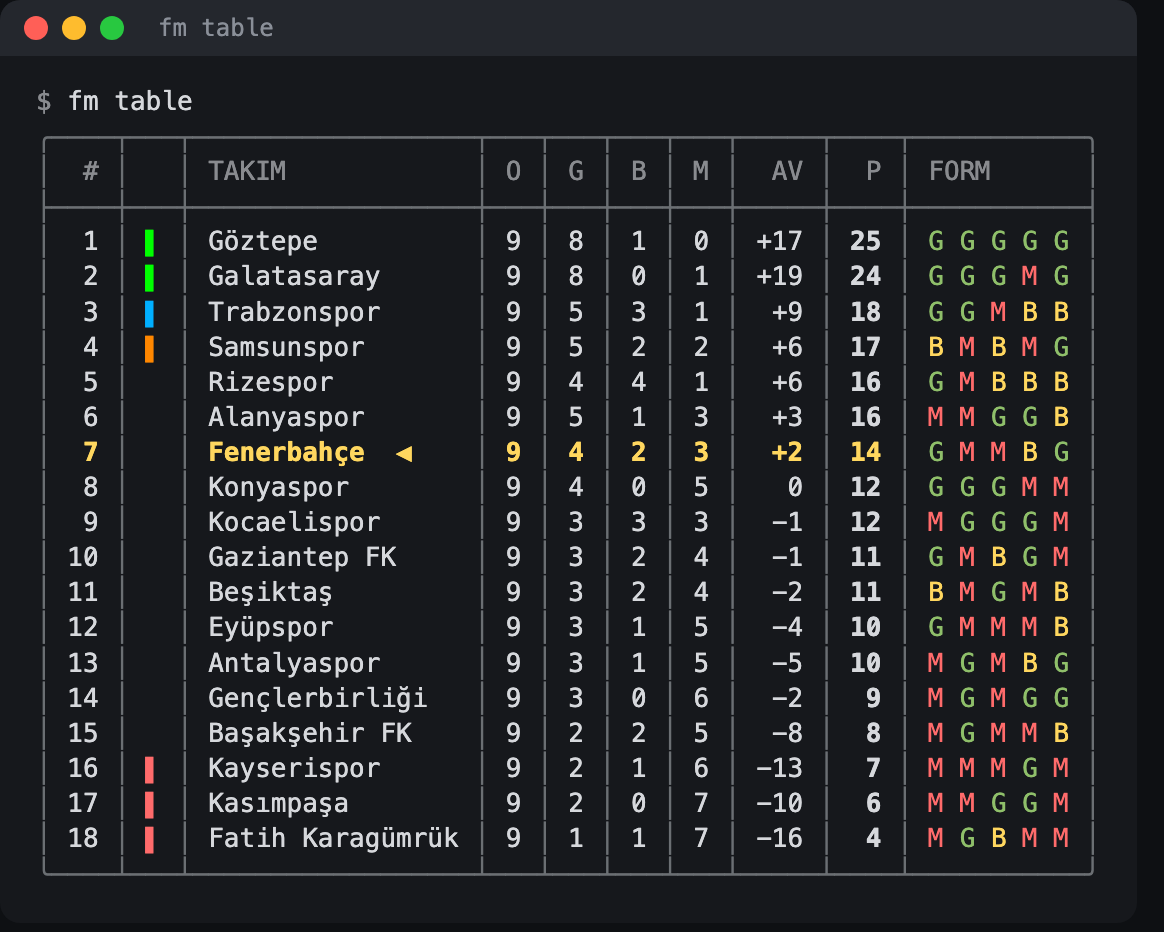 fm table
$ fm table
# TAKIM O G B M AV P FORM
1 Göztepe 9 8 1 0 +17 25 G G G G G
2 Galatasaray 9 8 0 1 +19 24 G G G M G
3 Trabzonspor 9 5 3 1 +9 18 G G M B B
4 Samsunspor 9 5 2 2 +6 17 B M B M G
5 Rizespor 9 4 4 1 +6 16 G M B B B
6 Alanyaspor 9 5 1 3 +3 16 M M G G B
7 Fenerbahçe ◀ 9 4 2 3 +2 14 G M M B G
8 Konyaspor 9 4 0 5 0 12 G G G M M
9 Kocaelispor 9 3 3 3 −1 12 M G G G M
10 Gaziantep FK 9 3 2 4 −1 11 G M B G M
11 Beşiktaş 9 3 2 4 −2 11 B M G M B
12 Eyüpspor 9 3 1 5 −4 10 G M M M B
13 Antalyaspor 9 3 1 5 −5 10 M G M B G
14 Gençlerbirliği 9 3 0 6 −2 9 M G M G G
15 Başakşehir FK 9 2 2 5 −8 8 M G M M B
16 Kayserispor 9 2 1 6 −13 7 M M M G M
17 Kasımpaşa 9 2 0 7 −10 6 M M G G M
18 Fatih Karagümrük 9 1 1 7 −16 4 M G B M M